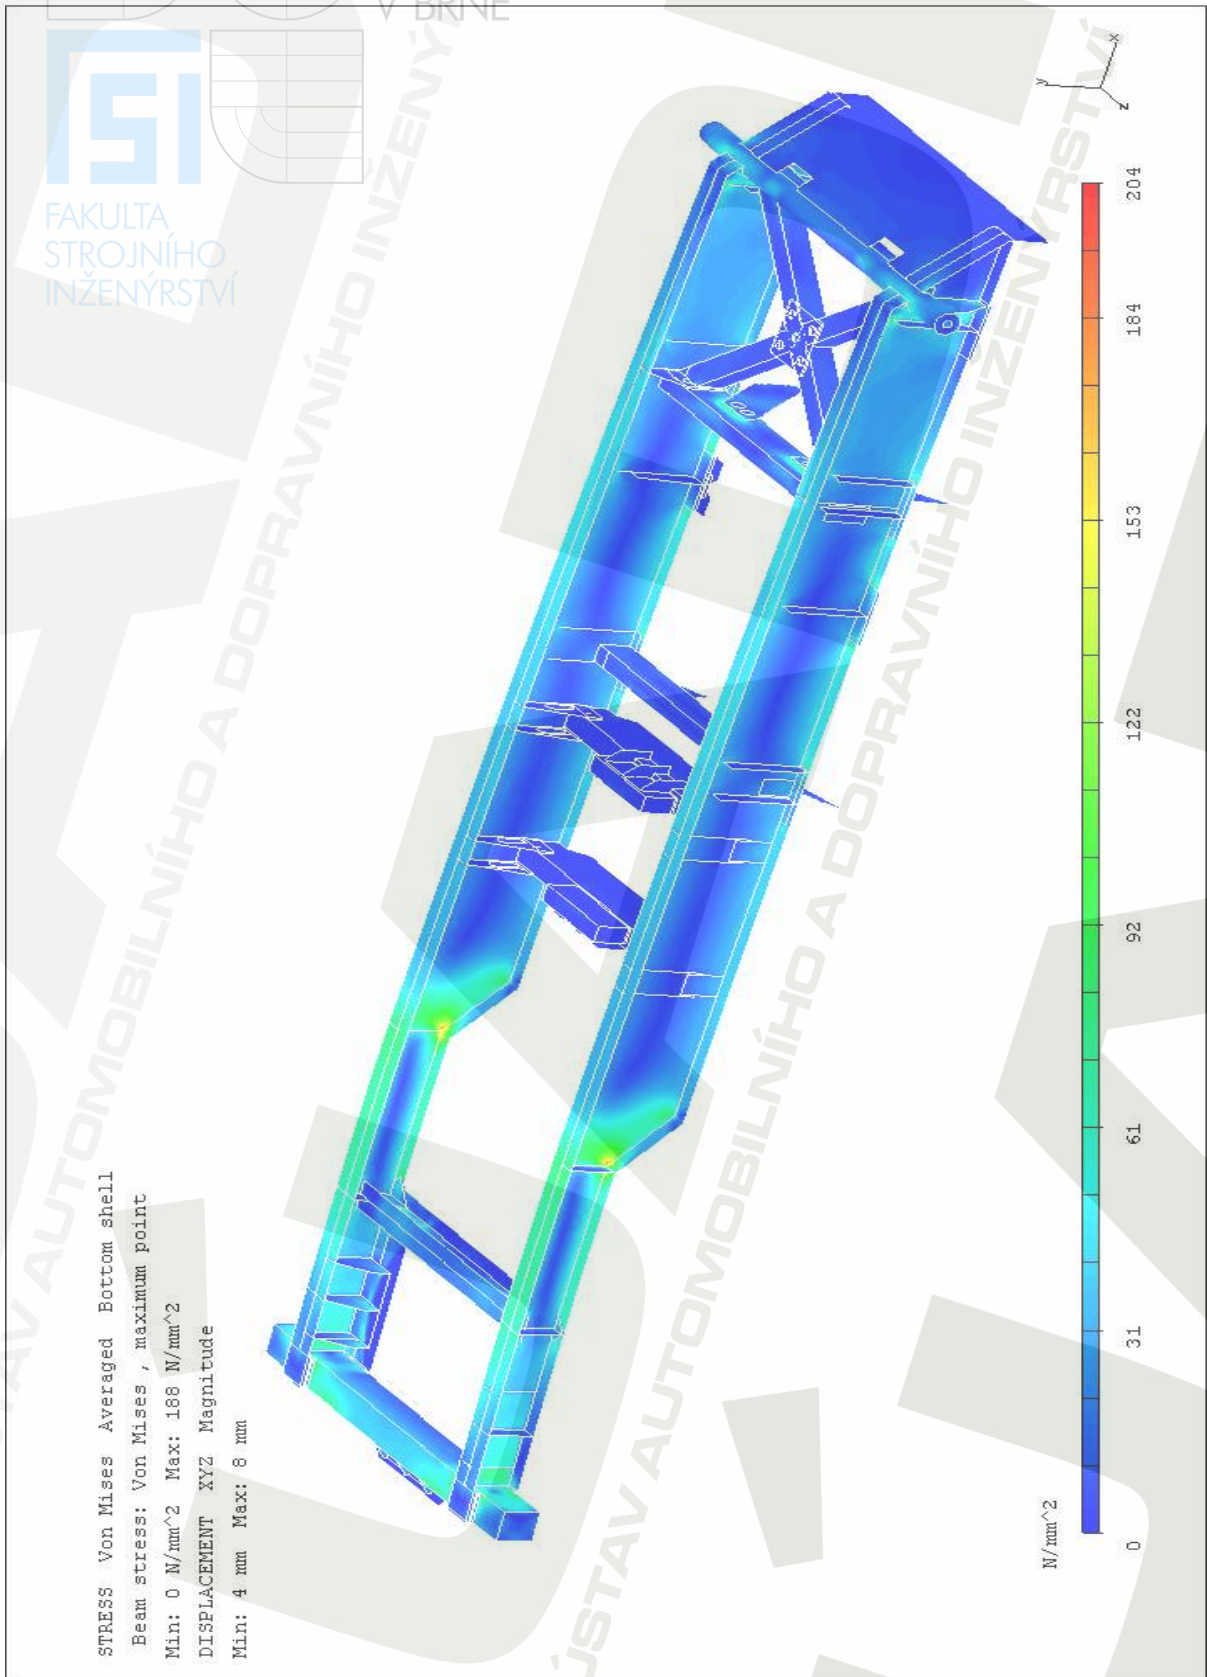 V BRNĚ
FAKULTA
STROJNÍHO
INŽENÝRSTVÍ
STRESS Von Mises Averaged Bottom shell
Beam stress: Von Mises , maximum point
Min: 0 N/mm^2 Max: 188 N/mm^2
DISPLACEMENT XYZ Magnitude
Min: 4 mm Max: 8 mm
x
y
z
N/mm^2
0
31
61
92
122
153
184
204
ÚSTAV AUTOMOBILNÍHO A DOPRAVNÍHO INŽENÝRSTVÍ
AUTOMOBILNÍHO A DOPRAVNÍHO